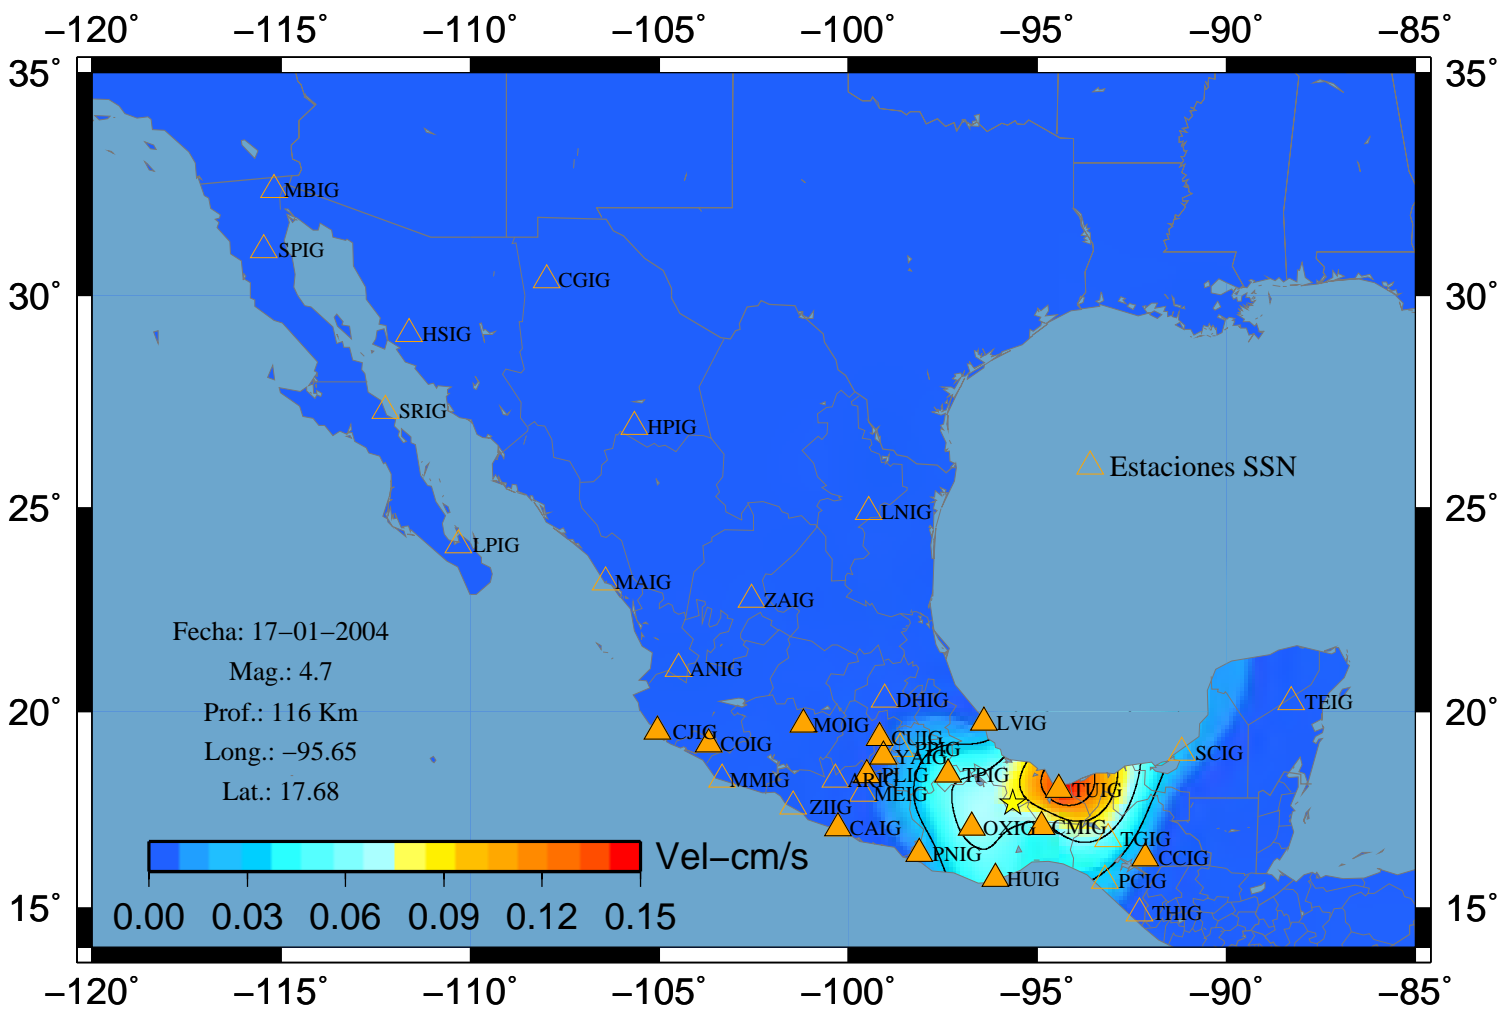 −120° −115° −110° −105° −100° −95° −90° −85°
35° 35°
MBIG
SPIG
CGIG
30° 30°
HSIG
SRIG
HPIG
Estaciones SSN
25° LNIG 25°
LPIG
MAIG
ZAIG
Fecha: 17−01−2004
Mag.: 4.7
ANIG
DHIG
TEIG
20° 20°
Prof.: 116 Km
MOIG
LVIG
CJIG
COIG
CUIG
PPIG
YAIG
SCIG
Long.: −95.65
PLIG
TPIG
MMIG
ARIG
MEIG
TUIG
Lat.: 17.68
ZIIG
CAIG
OXIG
CMIG
TGIG
Vel−cm/s
PNIG
CCIG
HUIG
PCIG
15° 15°
THIG
0.00 0.03 0.06 0.09 0.12 0.15
−120° −115° −110° −105° −100° −95° −90° −85°